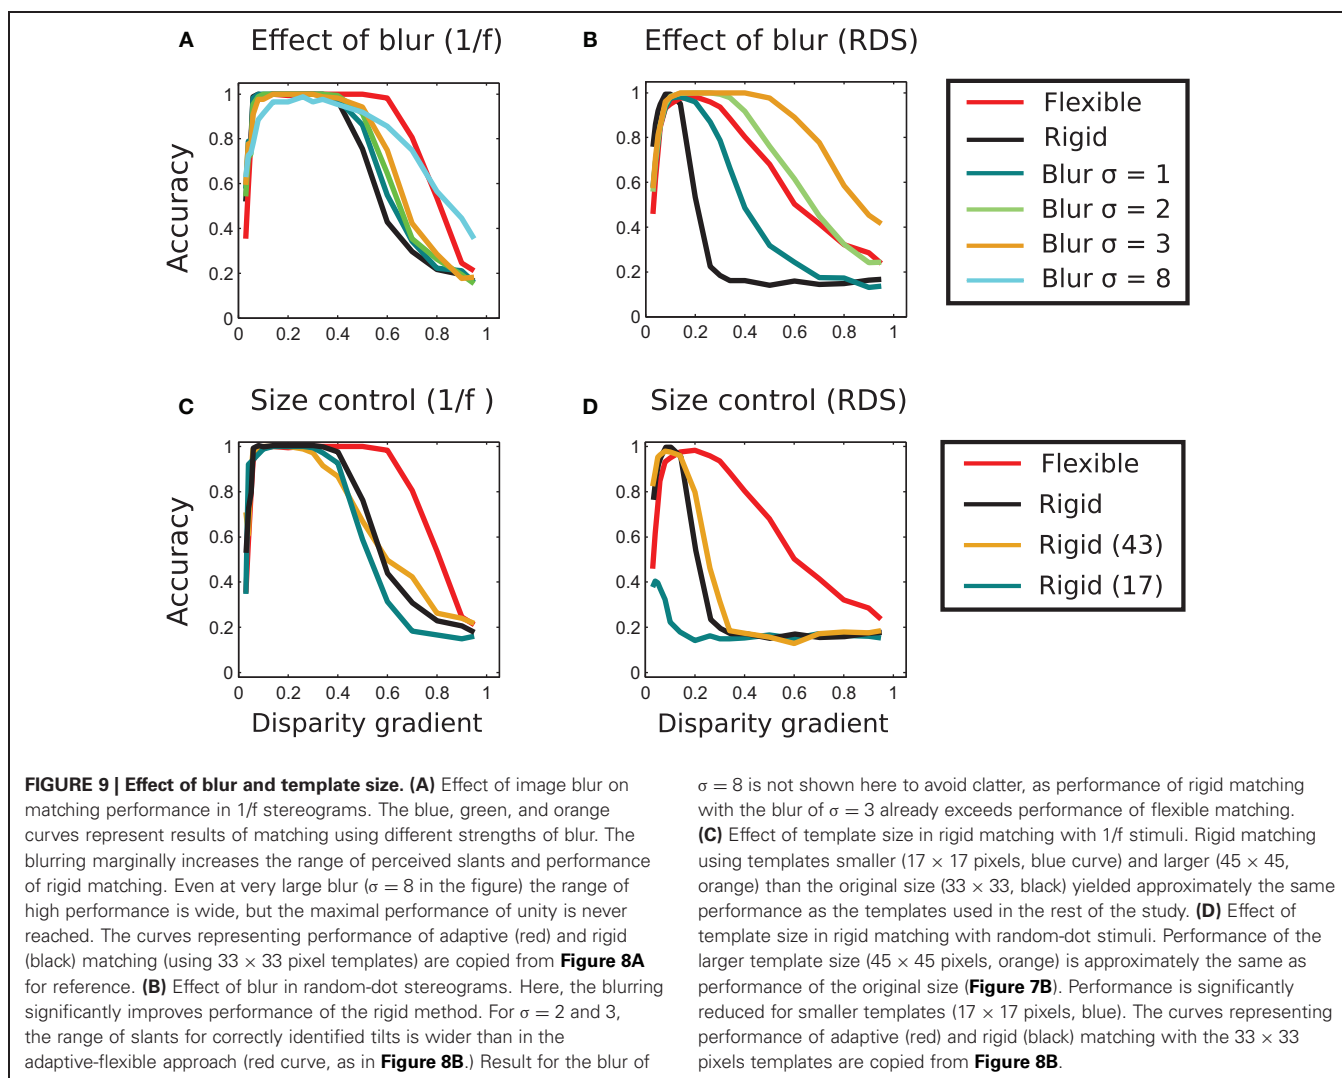 A Effect of blur (1/f)
B Effect of blur (RDS)
Accuracy
1
0.8
0.6
0.4
0.2
0
0 0.2 0.4 0.6 0.8 1
1
0.8
0.6
0.4
0.2
0
0 0.2 0.4 0.6 0.8 1
Flexible
Rigid
Blur σ = 1
Blur σ = 2
Blur σ = 3
Blur σ = 8
C Size control (1/f )
D Size control (RDS)
Accuracy
1
0.8
0.6
0.4
0.2
0
0 0.2 0.4 0.6 0.8 1
Disparity gradient
1
0.8
0.6
0.4
0.2
0
0 0.2 0.4 0.6 0.8 1
Disparity gradient
Flexible
Rigid
Rigid (43)
Rigid (17)
FIGURE 9 | Effect of blur and template size. (A) Effect of image blur on
matching performance in 1/f stereograms. The blue, green, and orange
curves represent results of matching using different strengths of blur. The
blurring marginally increases the range of perceived slants and performance
of rigid matching. Even at very large blur (σ = 8 in the figure) the range of
high performance is wide, but the maximal performance of unity is never
reached. The curves representing performance of adaptive (red) and rigid
(black) matching (using 33 × 33 pixel templates) are copied from Figure 8A
for reference. (B) Effect of blur in random-dot stereograms. Here, the blurring
significantly improves performance of the rigid method. For σ = 2 and 3,
the range of slants for correctly identified tilts is wider than in the
adaptive-flexible approach (red curve, as in Figure 8B.) Result for the blur of
σ = 8 is not shown here to avoid clatter, as performance of rigid matching
with the blur of σ = 3 already exceeds performance of flexible matching.
(C) Effect of template size in rigid matching with 1/f stimuli. Rigid matching
using templates smaller (17 × 17 pixels, blue curve) and larger (45 × 45,
orange) than the original size (33 × 33, black) yielded approximately the same
performance as the templates used in the rest of the study. (D) Effect of
template size in rigid matching with random-dot stimuli. Performance of the
larger template size (45 × 45 pixels, orange) is approximately the same as
performance of the original size (Figure 7B). Performance is significantly
reduced for smaller templates (17 × 17 pixels, blue). The curves representing
performance of adaptive (red) and rigid (black) matching with the 33 × 33
pixels templates are copied from Figure 8B.